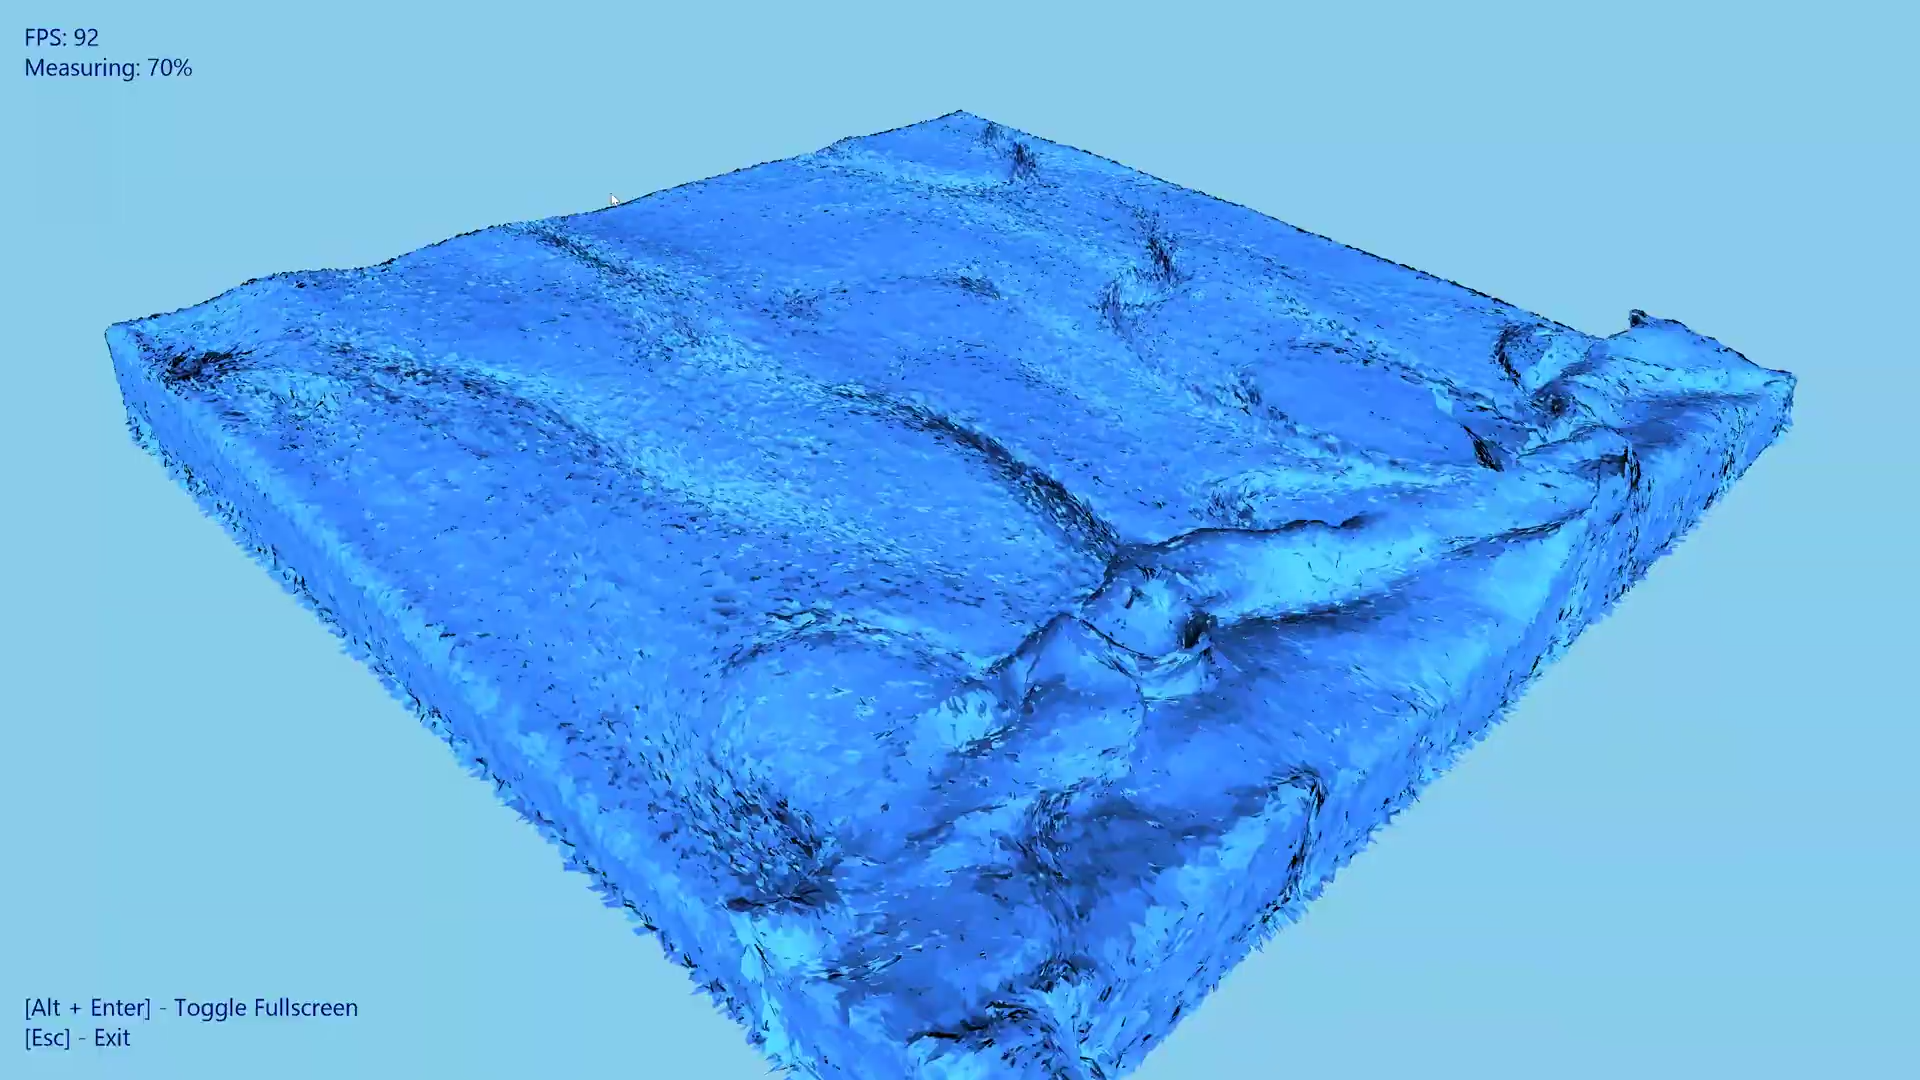 FPS: 92
Measuring: 70%
[Alt + Enter] - Toggle Fullscreen
[Esc] - Exit